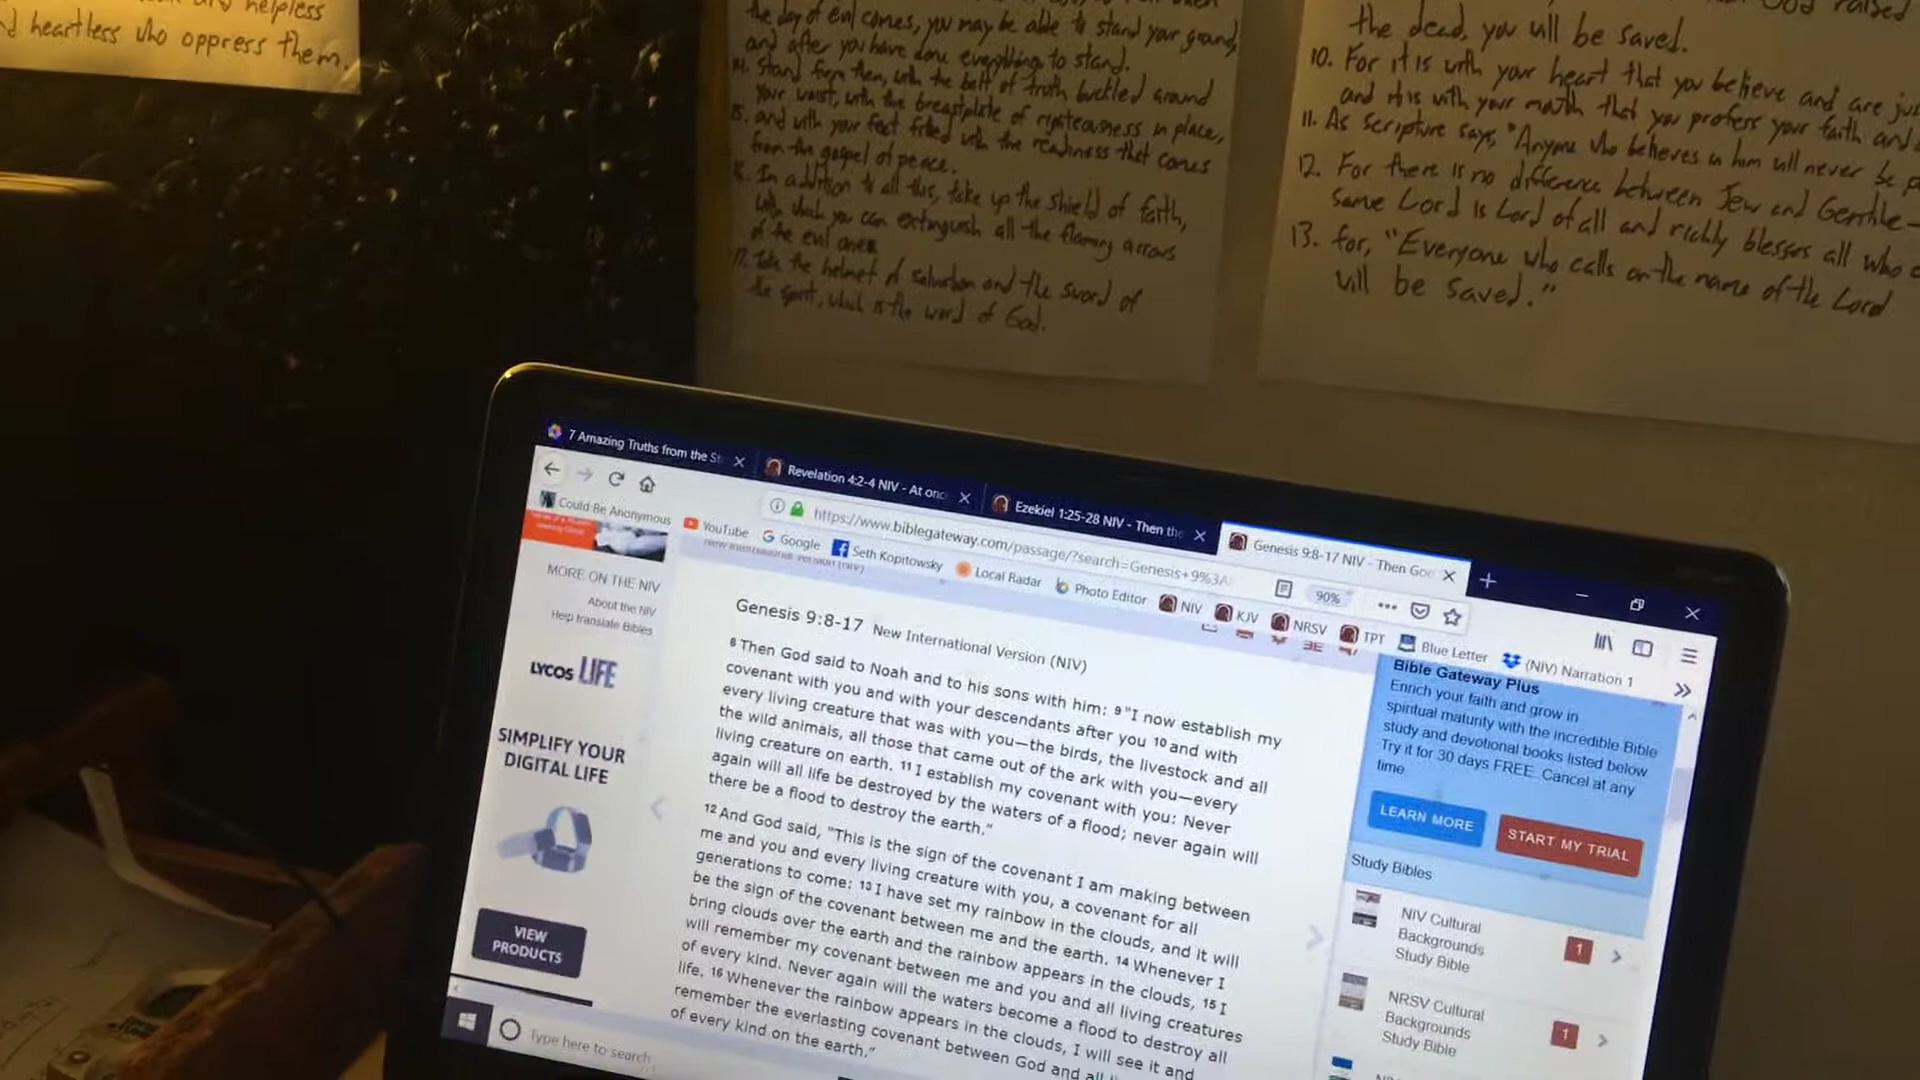 helpless
heartless who oppress them.
the day of evil comes, you may be able to stand your ground,
and after you have done everything to stand.
14. Stand firm then, with the belt of truth buckled around
your waist, with the breastplate of righteousness in place,
15. and with your feet fitted with the readiness that comes
from the gospel of peace.
16. In addition to all this, take up the shield of faith,
with which you can extinguish all the flaming arrows
of the evil one.
17. Take the helmet of salvation and the sword of
the spirit, which is the word of God.
God raised
the dead, you will be saved.
10. For it is with your heart that you believe and are jus
and it is with your mouth that you profess your faith and
11. As Scripture says, "Anyone who believes in him will never be p
12. For there is no difference between Jew and Gentile-
same Lord is Lord of all and richly blesses all who c
13. for, "Everyone who calls on the name of the Lord
will be saved."
7 Amazing Truths from the St
Revelation 4:2-4 NIV - At onc
Ezekiel 1:25-28 NIV - Then the
Genesis 9:8-17 NIV - Then Goo
https://www.biblegateway.com/passage/?search=Genesis+9%3A
90%
Could Be Anonymous
YouTube
Google
Seth Kopitowsky
Local Radar
Photo Editor
NIV
KJV
NRSV
TPT
Blue Letter
(NIV) Narration 1
New International Version (NIV)
MORE ON THE NIV
About the NIV
Help translate Bibles
LYCOS LIFE
SIMPLIFY YOUR
DIGITAL LIFE
VIEW
PRODUCTS
Genesis 9:8-17 New International Version (NIV)
8 Then God said to Noah and to his sons with him: 9 "I now establish my
covenant with you and with your descendants after you 10 and with
every living creature that was with you—the birds, the livestock and all
the wild animals, all those that came out of the ark with you—every
living creature on earth. 11 I establish my covenant with you: Never
again will all life be destroyed by the waters of a flood; never again will
there be a flood to destroy the earth."
12 And God said, "This is the sign of the covenant I am making between
me and you and every living creature with you, a covenant for all
generations to come: 13 I have set my rainbow in the clouds, and it will
be the sign of the covenant between me and the earth. 14 Whenever I
bring clouds over the earth and the rainbow appears in the clouds, 15 I
will remember my covenant between me and you and all living creatures
of every kind. Never again will the waters become a flood to destroy all
life. 16 Whenever the rainbow appears in the clouds, I will see it and
remember the everlasting covenant between God and all
of every kind on the earth."
Bible Gateway Plus
Enrich your faith and grow in
spiritual maturity with the incredible Bible
study and devotional books listed below
Try it for 30 days FREE. Cancel at any
time
LEARN MORE
START MY TRIAL
Study Bibles
NIV Cultural
Backgrounds
Study Bible
1
NRSV Cultural
Backgrounds
Study Bible
1
Type here to search